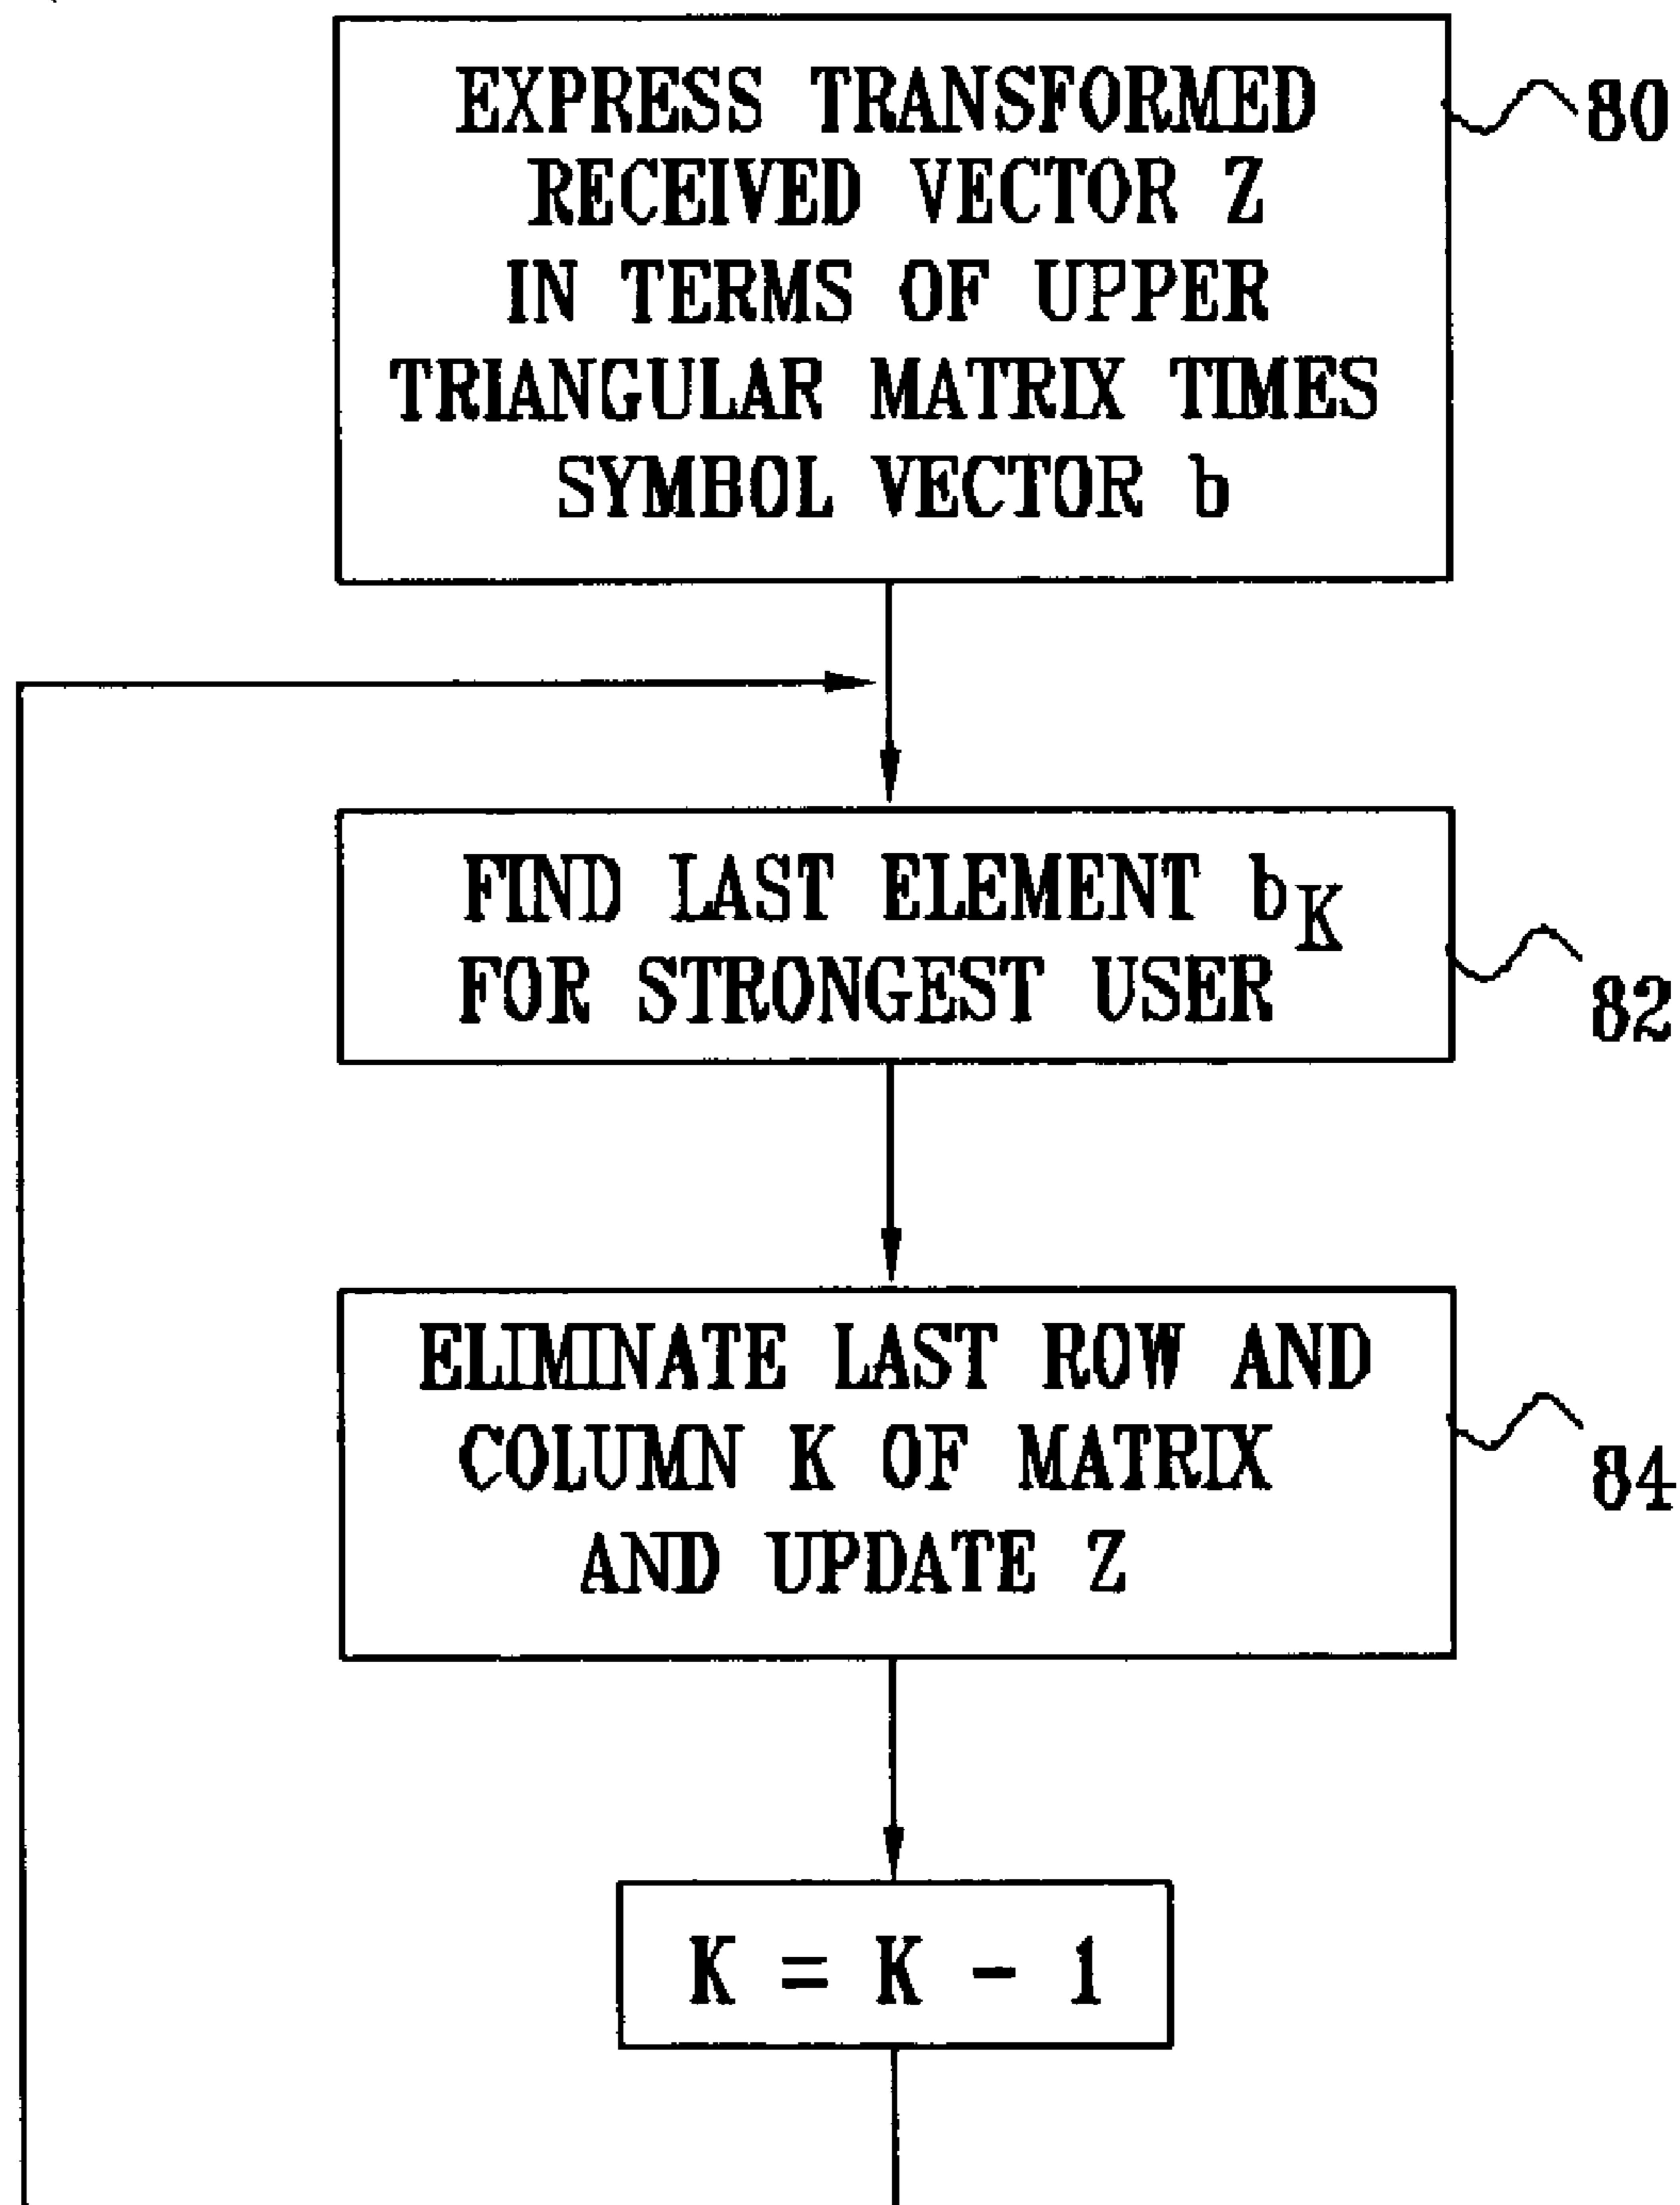 EXPRESS TRANSFORMED
RECEIVED VECTOR Z
IN TERMS OF UPPER
TRIANGULAR MATRIX TIMES
SYMBOL VECTOR b
80
FIND LAST ELEMENT b_K
FOR STRONGEST USER
82
ELIMINATE LAST ROW AND
COLUMN K OF MATRIX
AND UPDATE Z
84
K = K - 1